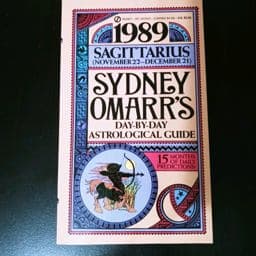 1989
SAGITTARIUS
(NOVEMBER 22–DECEMBER 21)
SYDNEY
OMARR'S
DAY-BY-DAY
ASTROLOGICAL GUIDE
15 MONTHS
OF DAILY
PREDICTIONS!